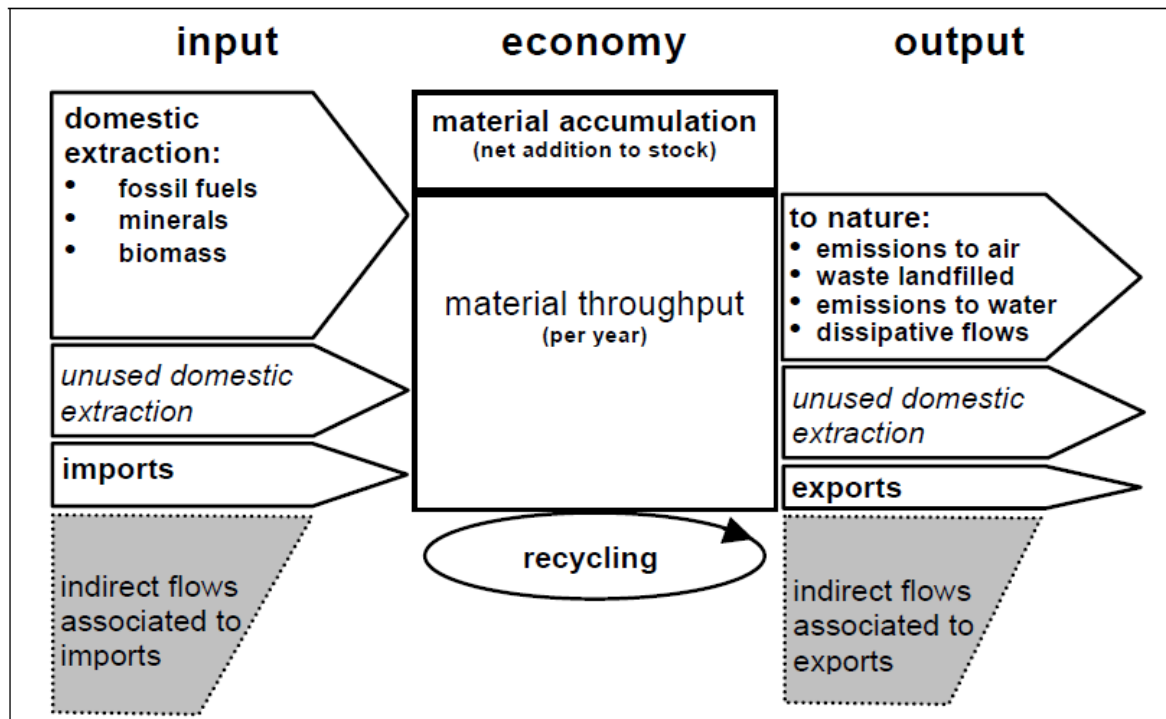 input
economy
output
domestic
extraction:
• fossil fuels
• minerals
• biomass
unused domestic
extraction
imports
indirect flows
associated to
imports
material accumulation
(net addition to stock)
material throughput
(per year)
recycling
to nature:
• emissions to air
• waste landfilled
• emissions to water
• dissipative flows
unused domestic
extraction
exports
indirect flows
associated to
exports